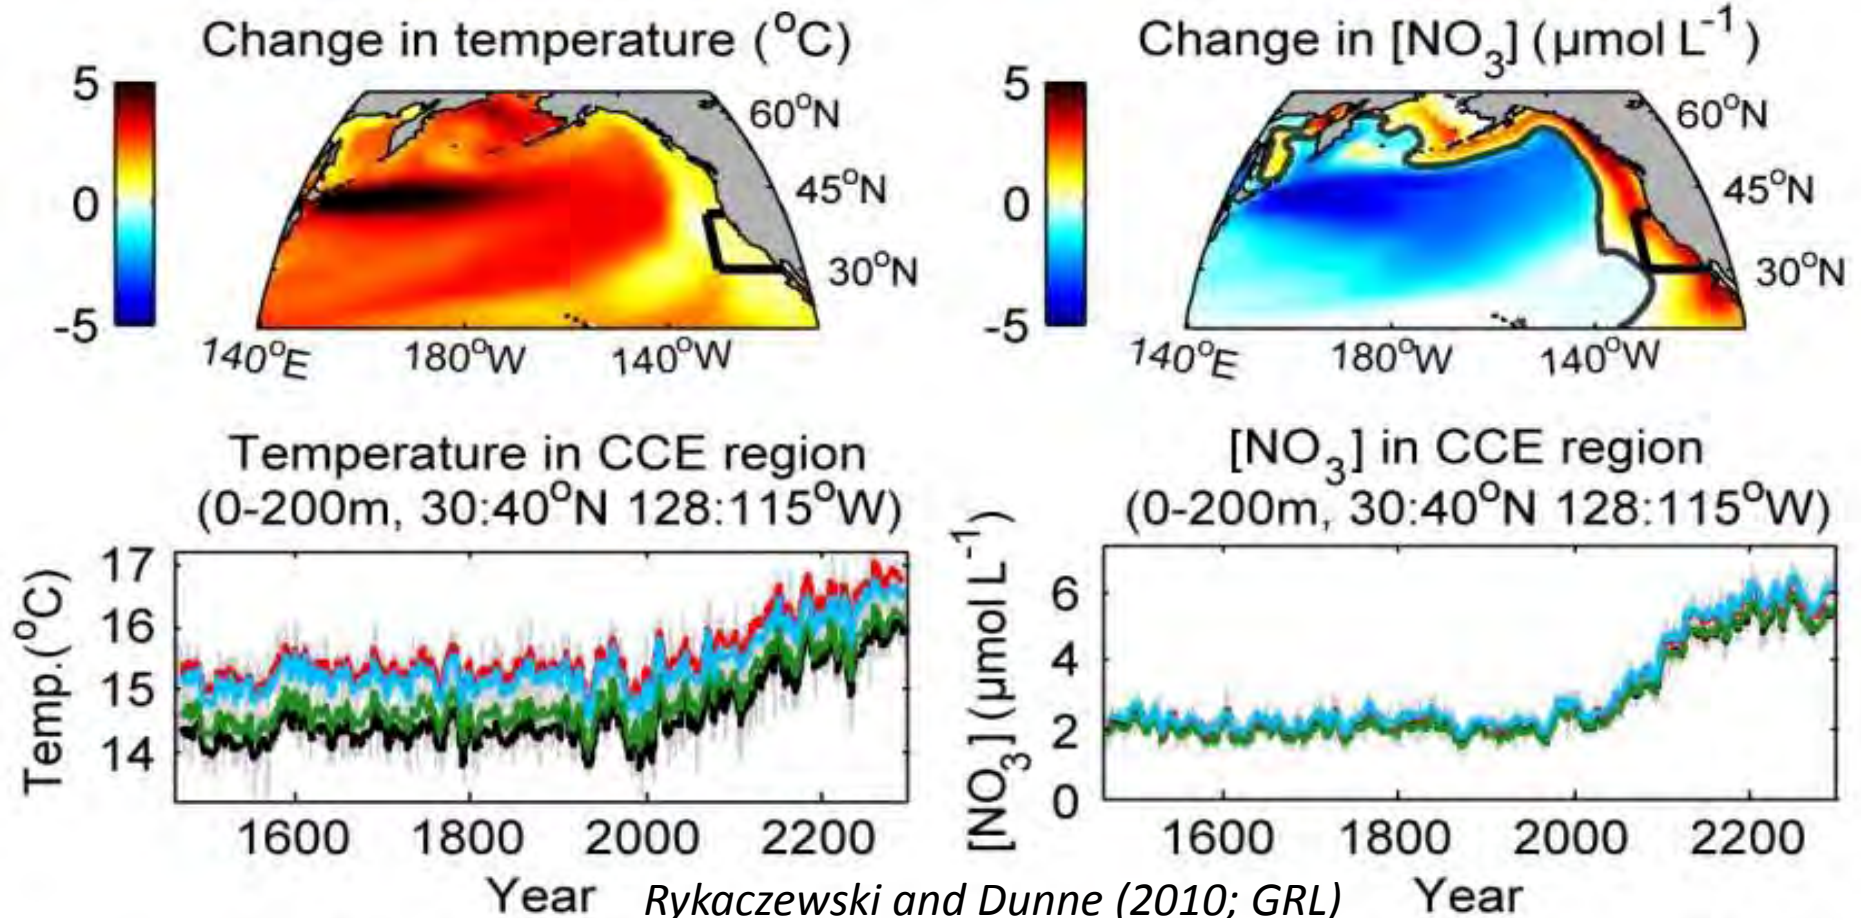 Change in temperature (°C)
5
0
-5
60°N
45°N
30°N
140°E
180°W
140°W
Change in [NO₃] (µmol L⁻¹)
5
0
-5
60°N
45°N
30°N
140°E
180°W
140°W
Temperature in CCE region
(0-200m, 30:40°N 128:115°W)
Temp.(°C)
17
16
15
14
1600
1800
2000
2200
Year
[NO₃] in CCE region
(0-200m, 30:40°N 128:115°W)
[NO₃] (µmol L⁻¹)
6
4
2
0
1600
1800
2000
2200
Year
Rykaczewski and Dunne (2010; GRL)